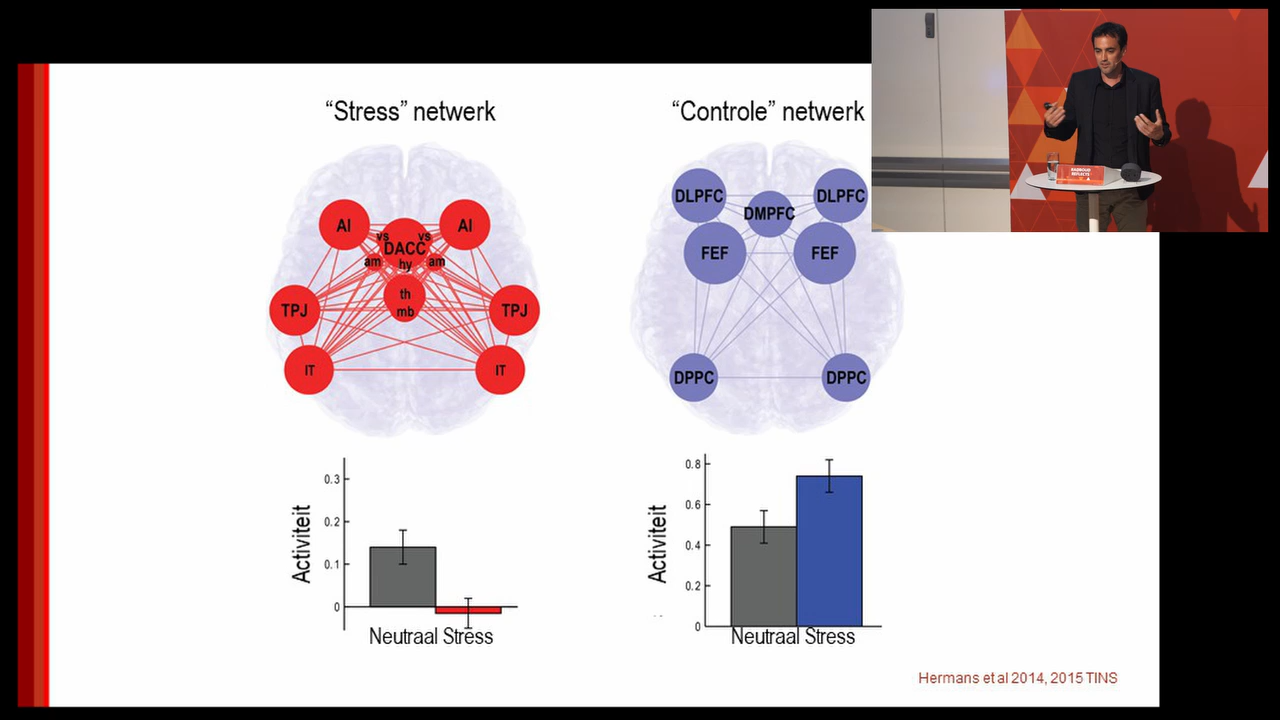 “Stress” netwerk
“Controle” netwerk
AI
AI
vs
vs
DACC
am
hy
am
th
mb
TPJ
TPJ
IT
IT
DLPFC
DLPFC
DMPFC
FEF
FEF
DPPC
DPPC
Activiteit
0.3
0.2
0.1
0
Neutraal Stress
Activiteit
0.8
0.6
0.4
0.2
0
Neutraal Stress
RADBOUD
REFLECTS
Hermans et al 2014, 2015 TINS